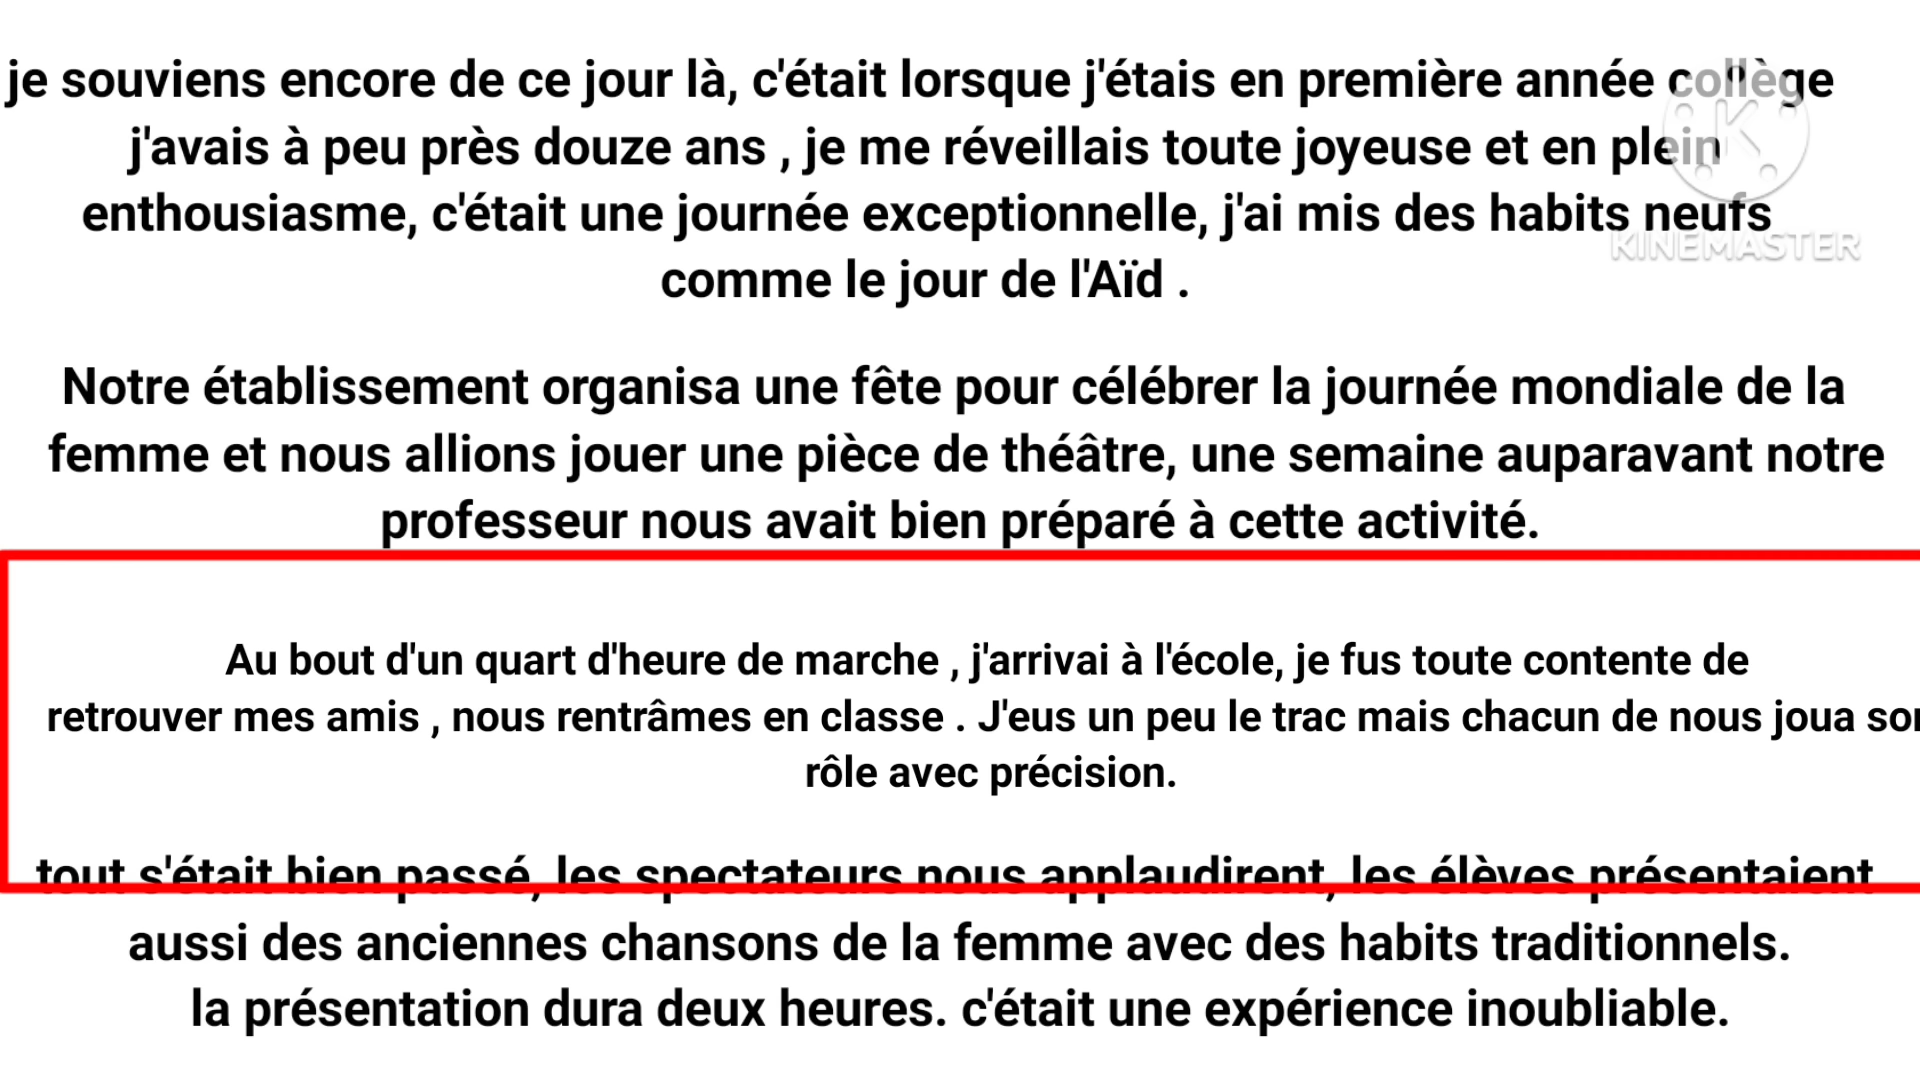 je souviens encore de ce jour là, c'était lorsque j'étais en première année collège
j'avais à peu près douze ans , je me réveillais toute joyeuse et en plein
enthousiasme, c'était une journée exceptionnelle, j'ai mis des habits neufs
comme le jour de l'Aïd .
KINEMASTER
Notre établissement organisa une fête pour célébrer la journée mondiale de la
femme et nous allions jouer une pièce de théâtre, une semaine auparavant notre
professeur nous avait bien préparé à cette activité.
Au bout d'un quart d'heure de marche , j'arrivai à l'école, je fus toute contente de
retrouver mes amis , nous rentrâmes en classe . J'eus un peu le trac mais chacun de nous joua
rôle avec précision.
tout s'était bien passé, les spectateurs nous applaudirent, les élèves présentaient
aussi des anciennes chansons de la femme avec des habits traditionnels.
la présentation dura deux heures. c'était une expérience inoubliable.